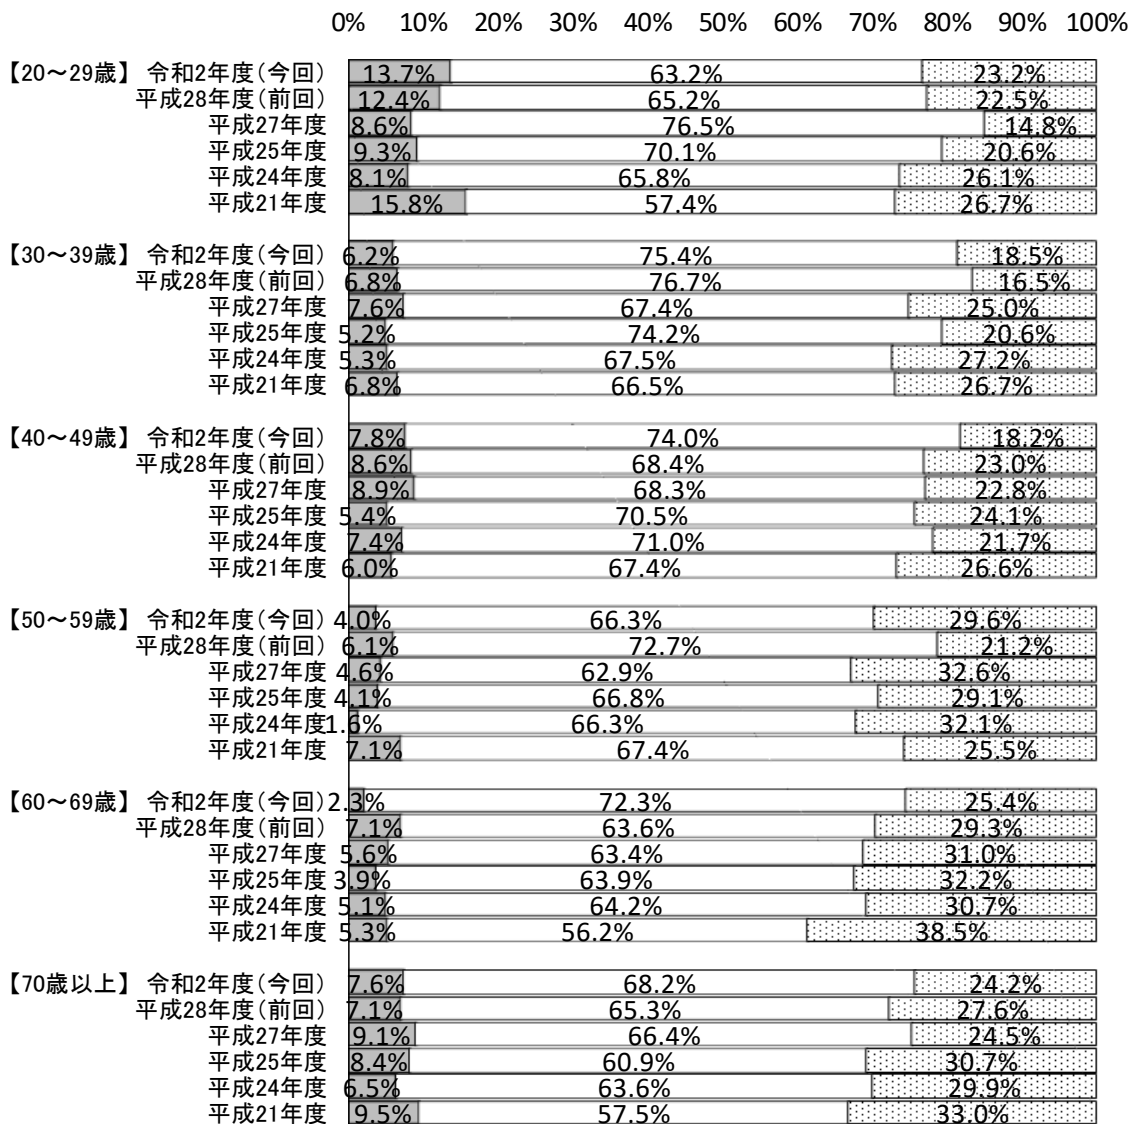 0% 10% 20% 30% 40% 50% 60% 70% 80% 90% 100%
【20～29歳】 令和2年度(今回) 13.7% 63.2% 23.2%
平成28年度(前回) 12.4% 65.2% 22.5%
平成27年度 8.6% 76.5% 14.8%
平成25年度 9.3% 70.1% 20.6%
平成24年度 8.1% 65.8% 26.1%
平成21年度 15.8% 57.4% 26.7%
【30～39歳】 令和2年度(今回) 6.2% 75.4% 18.5%
平成28年度(前回) 6.8% 76.7% 16.5%
平成27年度 7.6% 67.4% 25.0%
平成25年度 5.2% 74.2% 20.6%
平成24年度 5.3% 67.5% 27.2%
平成21年度 6.8% 66.5% 26.7%
【40～49歳】 令和2年度(今回) 7.8% 74.0% 18.2%
平成28年度(前回) 8.6% 68.4% 23.0%
平成27年度 8.9% 68.3% 22.8%
平成25年度 5.4% 70.5% 24.1%
平成24年度 7.4% 71.0% 21.7%
平成21年度 6.0% 67.4% 26.6%
【50～59歳】 令和2年度(今回) 4.0% 66.3% 29.6%
平成28年度(前回) 6.1% 72.7% 21.2%
平成27年度 4.6% 62.9% 32.6%
平成25年度 4.1% 66.8% 29.1%
平成24年度 1.6% 66.3% 32.1%
平成21年度 7.1% 67.4% 25.5%
【60～69歳】 令和2年度(今回) 2.3% 72.3% 25.4%
平成28年度(前回) 7.1% 63.6% 29.3%
平成27年度 5.6% 63.4% 31.0%
平成25年度 3.9% 63.9% 32.2%
平成24年度 5.1% 64.2% 30.7%
平成21年度 5.3% 56.2% 38.5%
【70歳以上】 令和2年度(今回) 7.6% 68.2% 24.2%
平成28年度(前回) 7.1% 65.3% 27.6%
平成27年度 9.1% 66.4% 24.5%
平成25年度 8.4% 60.9% 30.7%
平成24年度 6.5% 63.6% 29.9%
平成21年度 9.5% 57.5% 33.0%